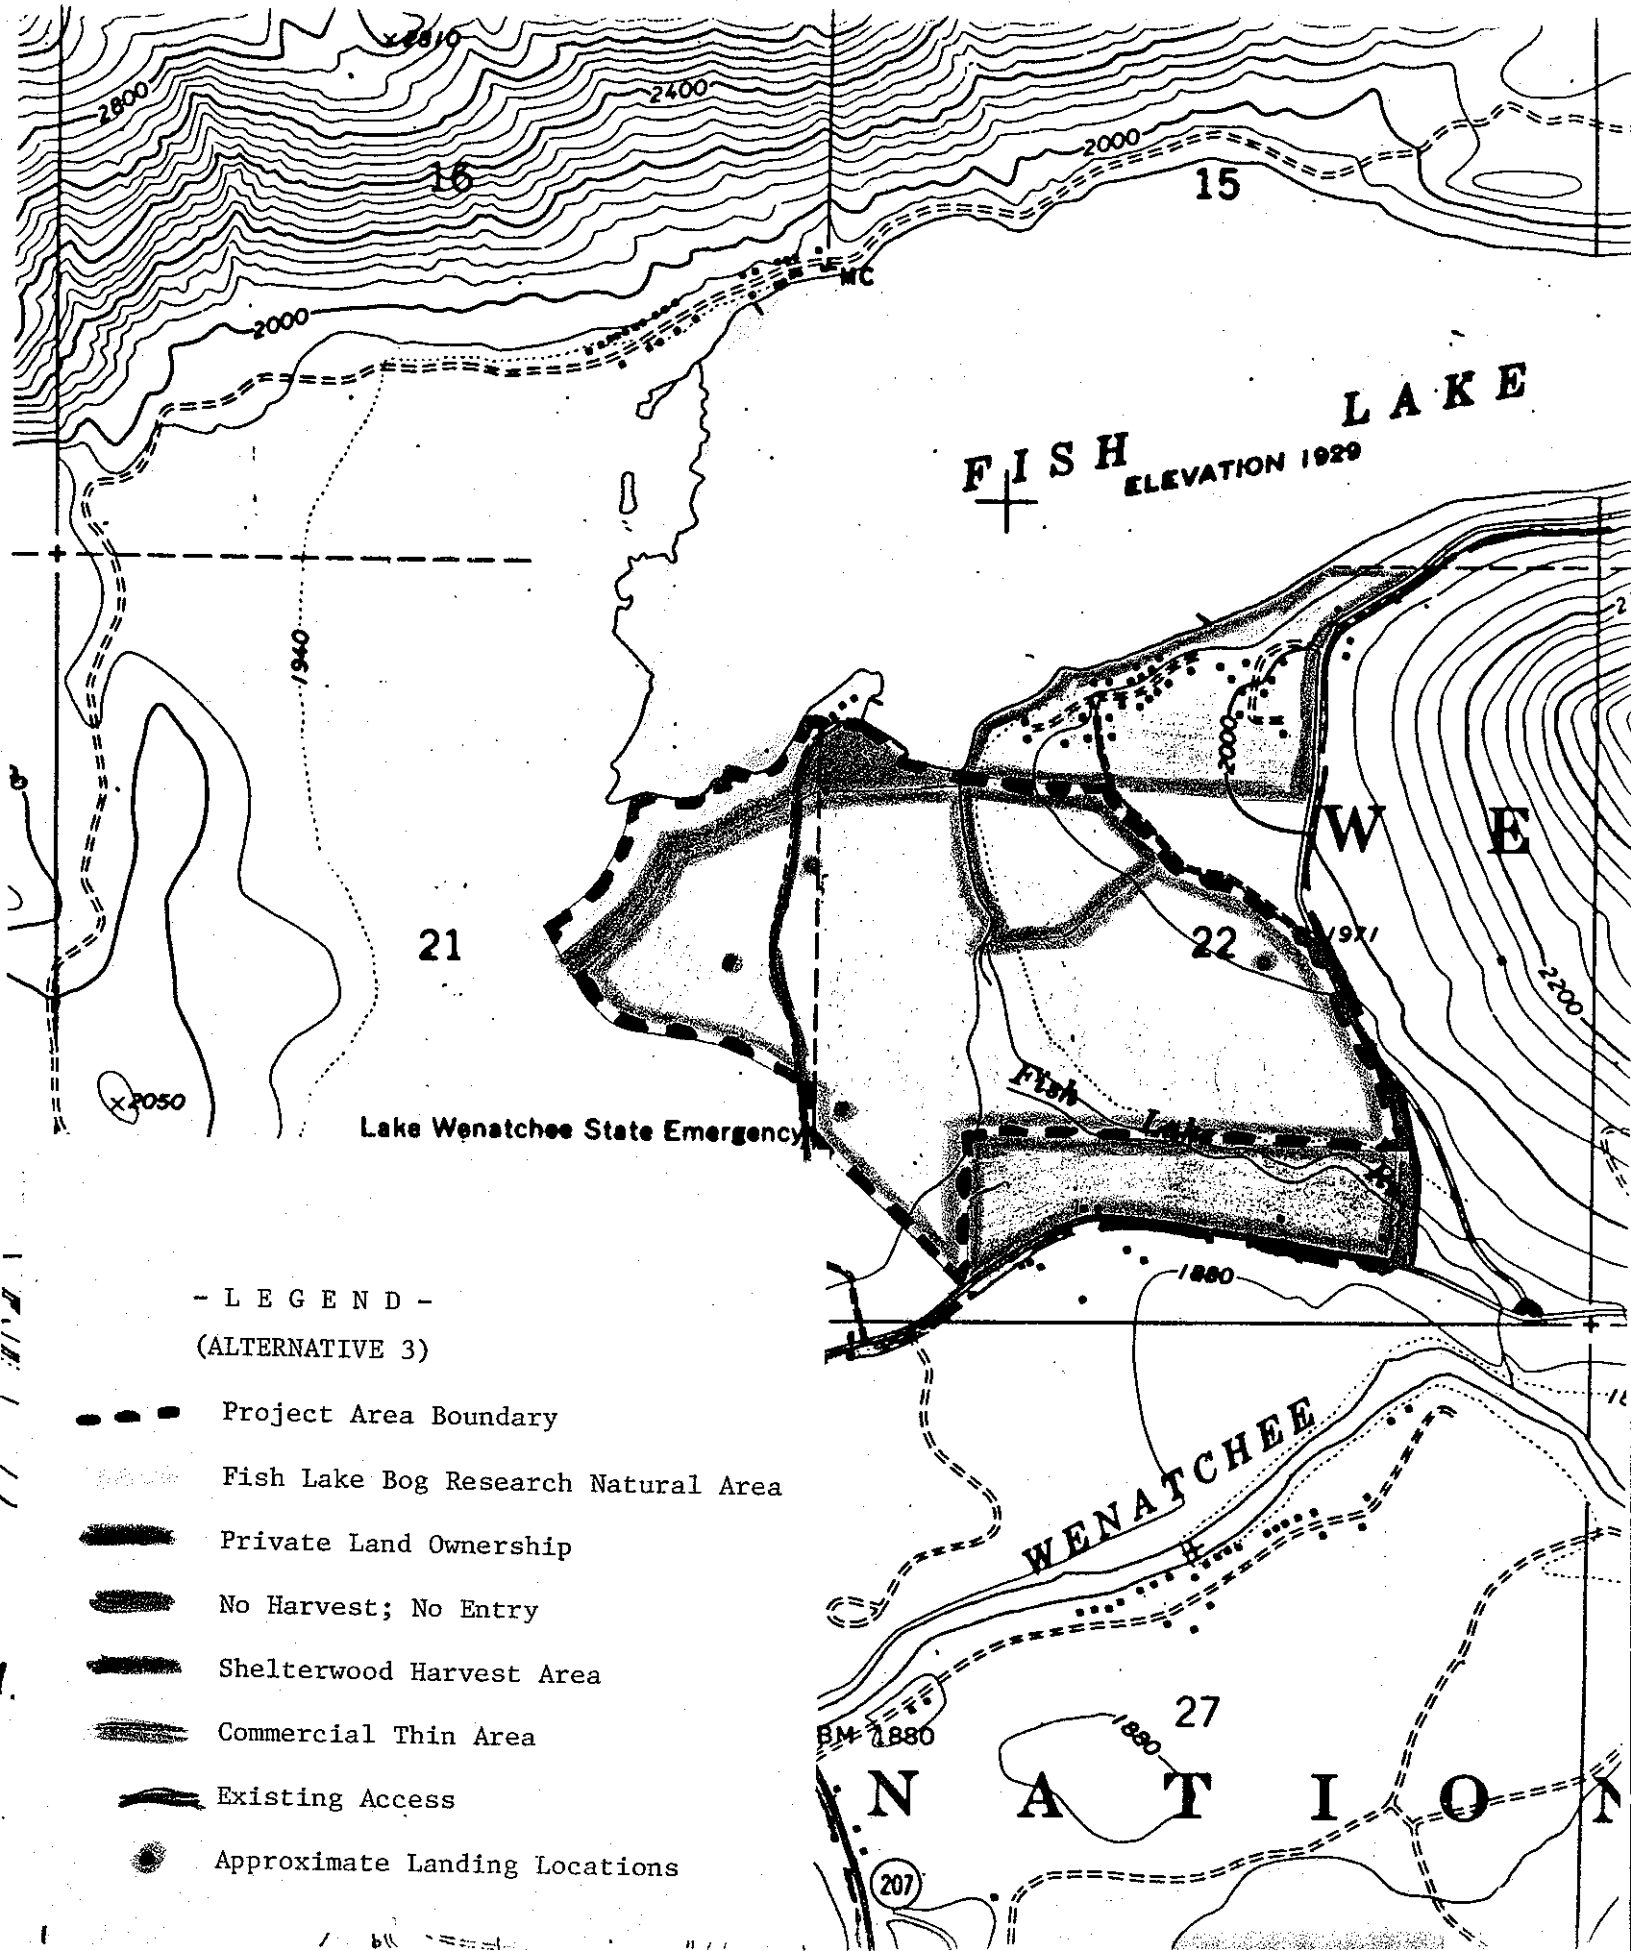 ×2810
2800
2400
2000
16
15
MC
2000
FISH LAKE
ELEVATION 1929
1940
2000
W E
21
22
1971
2200
×2050
Fish Lake
Lake Wenatchee State Emergency
1880
- L E G E N D -
(ALTERNATIVE 3)
Project Area Boundary
Fish Lake Bog Research Natural Area
Private Land Ownership
No Harvest; No Entry
Shelterwood Harvest Area
Commercial Thin Area
Existing Access
Approximate Landing Locations
WENATCHEE
27
BM 1880
1880
N A T I O N
207